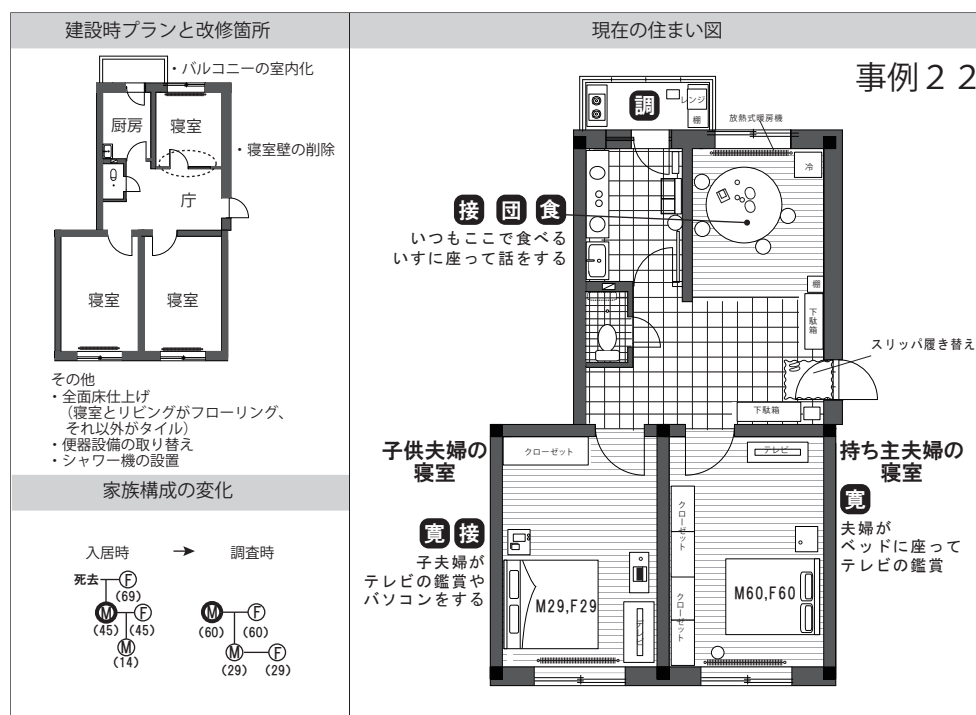 建設時プランと改修箇所
・バルコニーの室内化
厨房
寝室
・寝室壁の削除
庁
寝室
寝室
その他
・全面床仕上げ
（寝室とリビングがフローリング、
それ以外がタイル）
・便器設備の取り替え
・シャワー機の設置
家族構成の変化
入居時
調査時
死去
F
(69)
M
F
(45)
(45)
M
(14)
M
F
(60)
(60)
M
F
(29)
(29)
現在の住まい図
事例２２
調
レンジ
棚
放熱式暖房機
冷
接 団 食
いつもここで食べる
いすに座って話をする
棚
下駄箱
スリッパ履き替え
下駄箱
子供夫婦の
寝室
クローゼット
寛 接
子夫婦が
テレビの鑑賞や
パソコンをする
M29,F29
テレビ
テレビ
クローゼット
クローゼット
M60,F60
持ち主夫婦の
寝室
寛
夫婦が
ベッドに座って
テレビの鑑賞